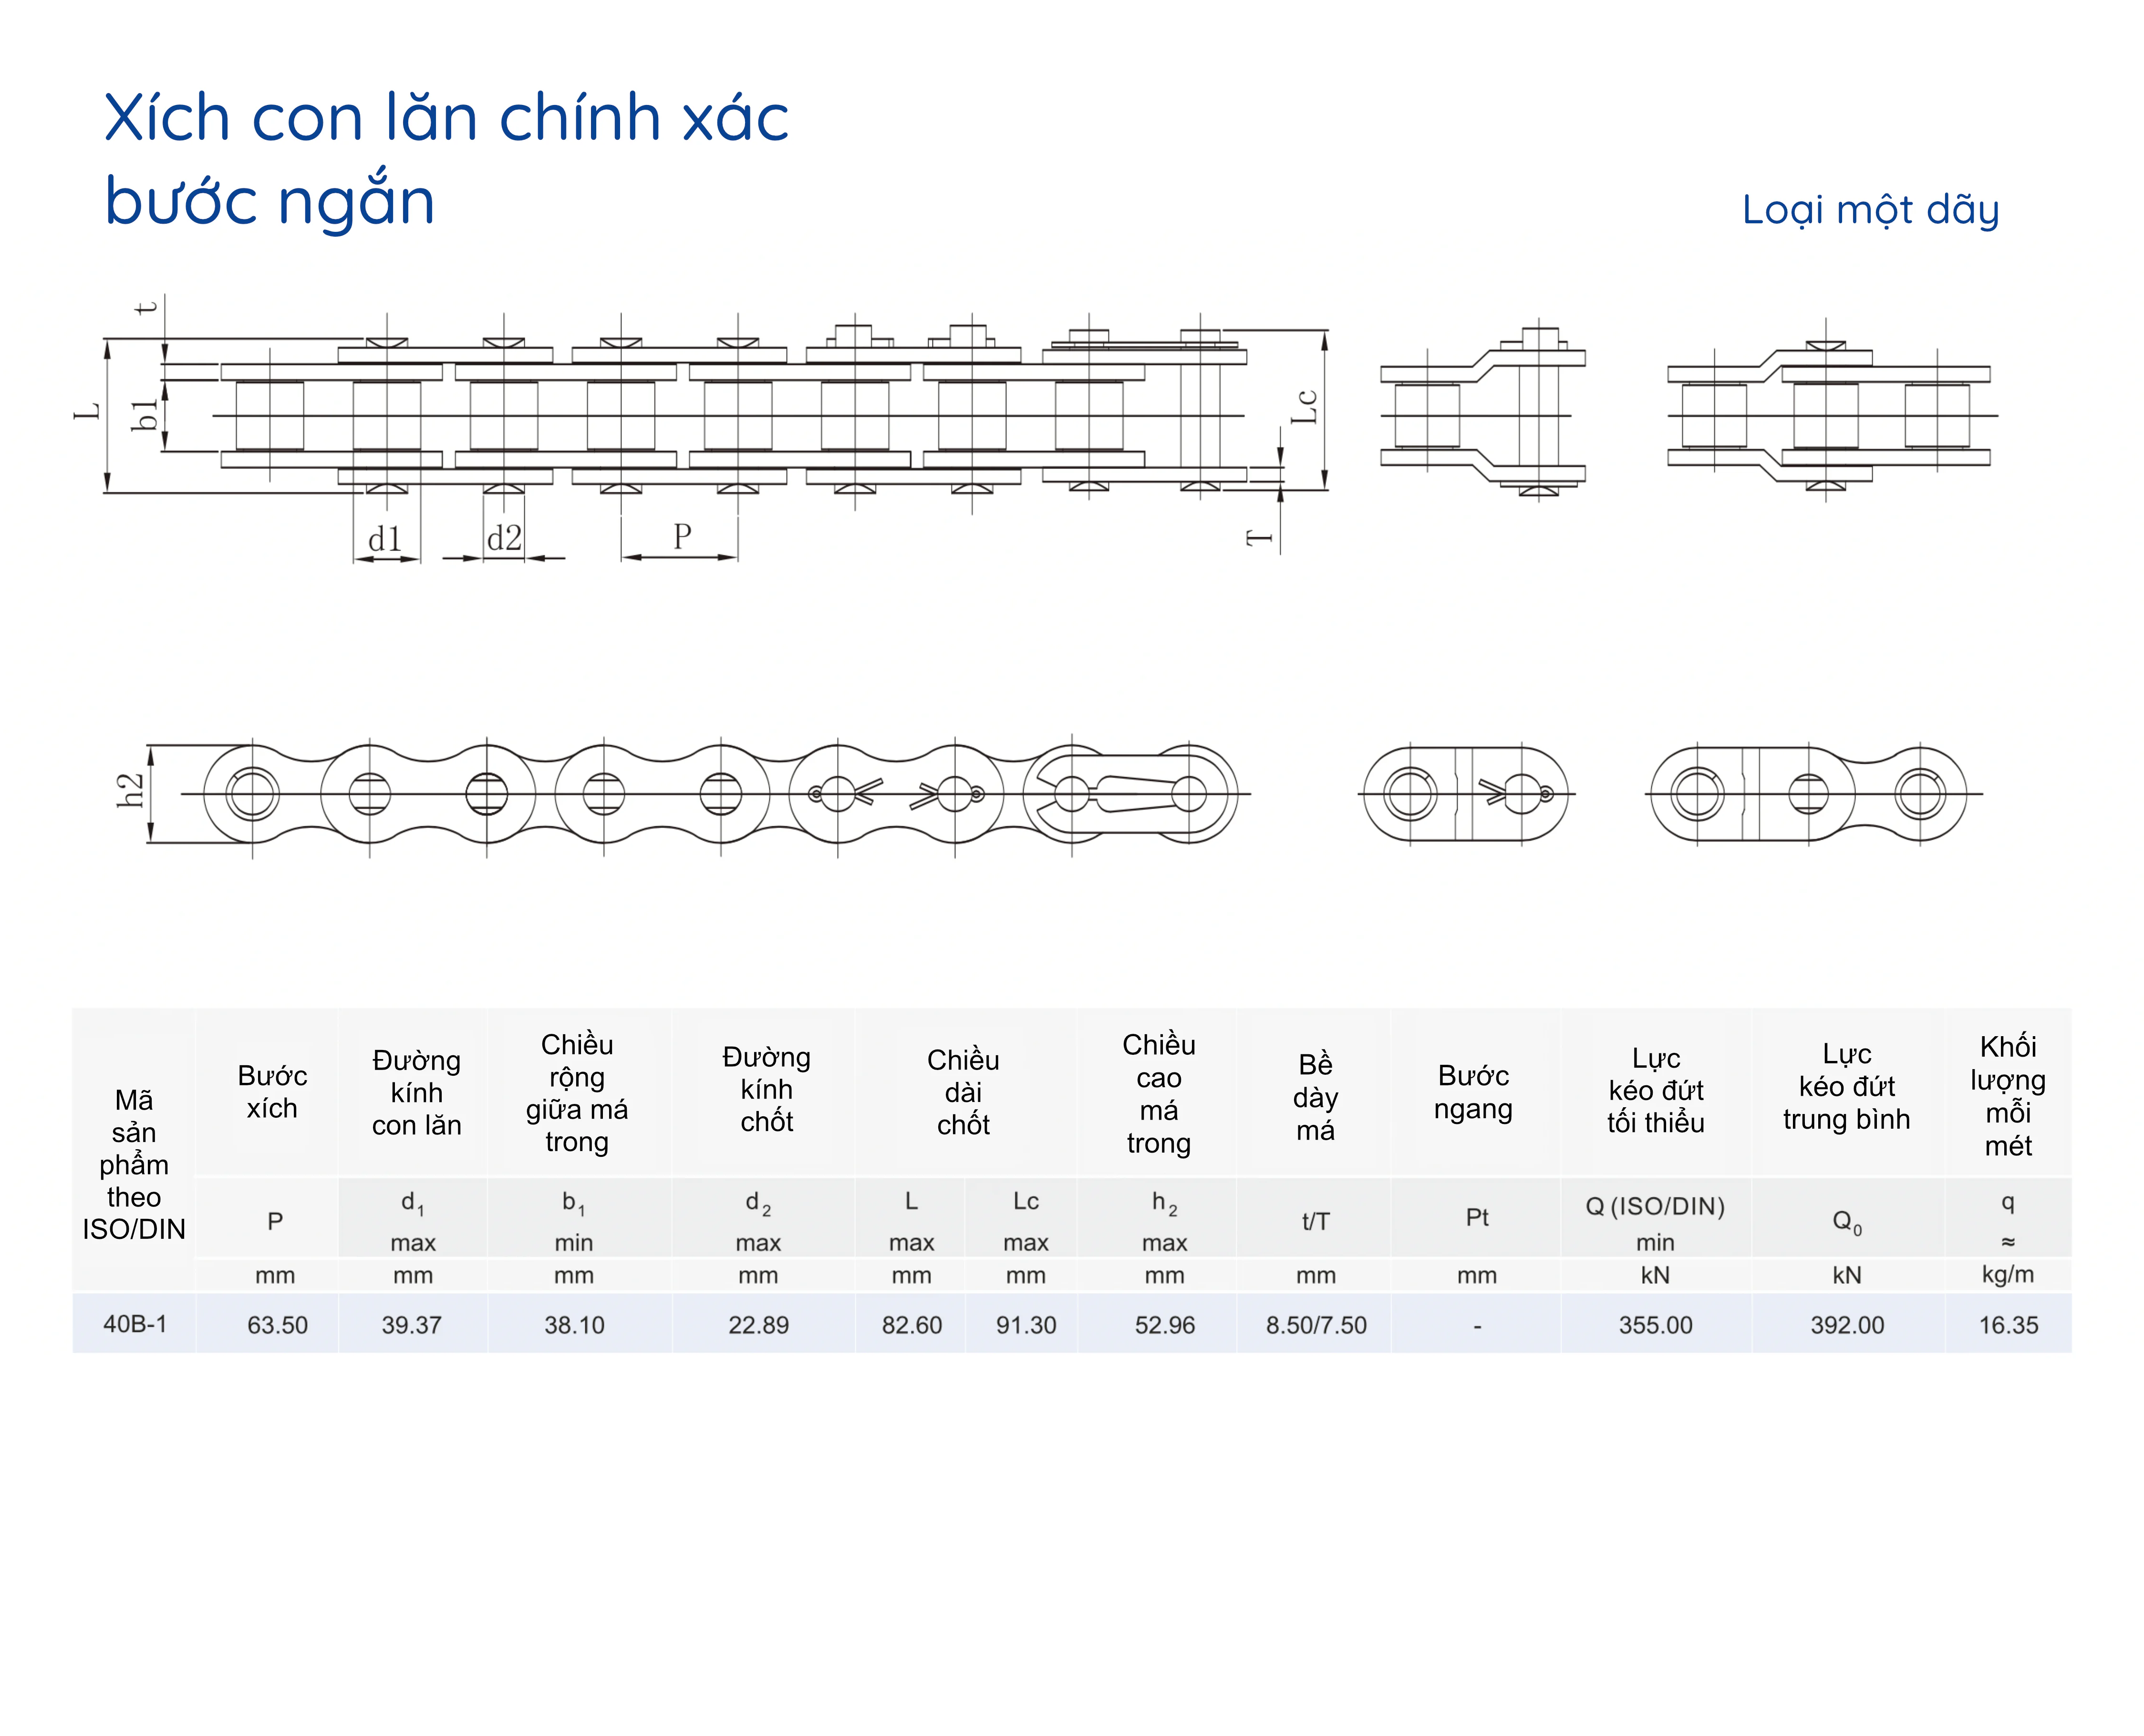 Xích con lăn chính xác
bước ngắn
Loại một dãy
t
L
b1
Lc
T
d1
d2
P
h2
Mã
sản
phẩm
theo
ISO/DIN
Bước
xích
Đường
kính
con lăn
Chiều
rộng
giữa má
trong
Đường
kính
chốt
Chiều
dài
chốt
Chiều
cao
má
trong
Bề
dày
má
Bước
ngang
Lực
kéo đứt
tối thiểu
Lực
kéo đứt
trung bình
Khối
lượng
mỗi
mét
P
d1
max
b1
min
d2
max
L
max
Lc
max
h2
max
t/T
Pt
Q (ISO/DIN)
min
Q0
q
≈
mm mm mm mm mm mm mm mm mm kN kN kg/m
40B-1 63.50 39.37 38.10 22.89 82.60 91.30 52.96 8.50/7.50 - 355.00 392.00 16.35